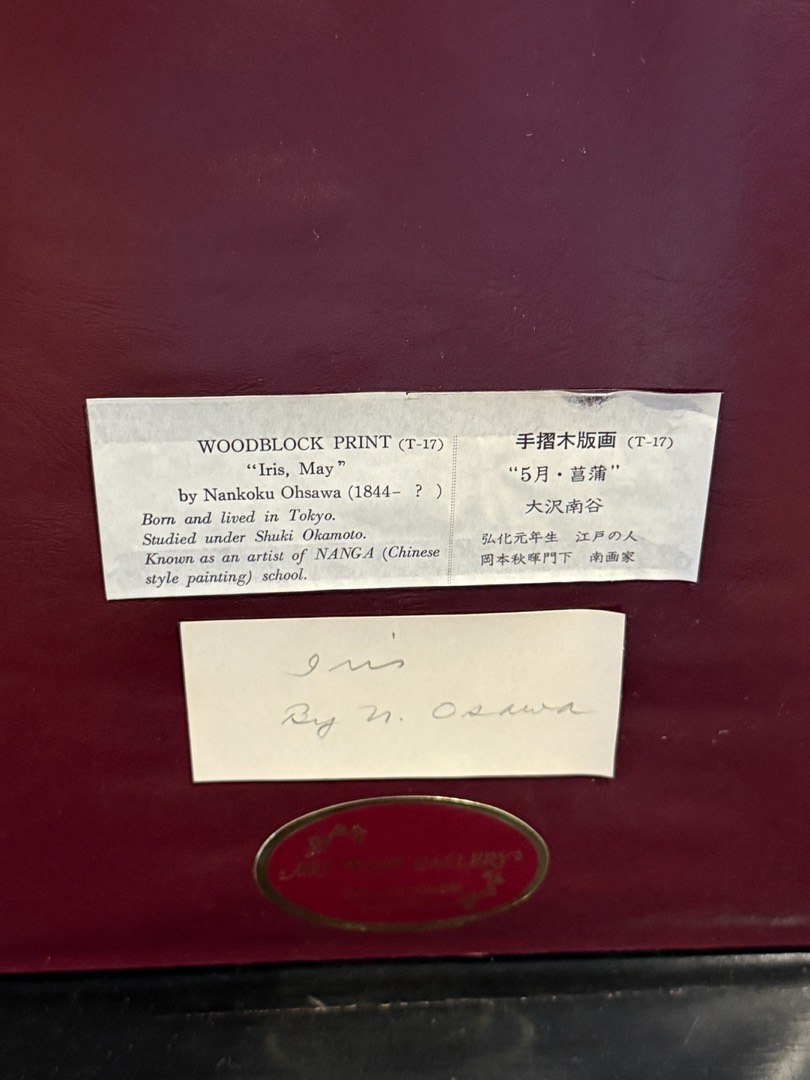 WOODBLOCK PRINT (T-17)
“Iris, May”
by Nankoku Ohsawa (1844– ? )
Born and lived in Tokyo.
Studied under Shuki Okamoto.
Known as an artist of NANGA (Chinese
style painting) school.
手摺木版画 (T-17)
“5月・菖蒲”
大沢南谷
弘化元年生 江戸の人
岡本秋暉門下 南画家
Iris
By N. Osawa
GALLERY